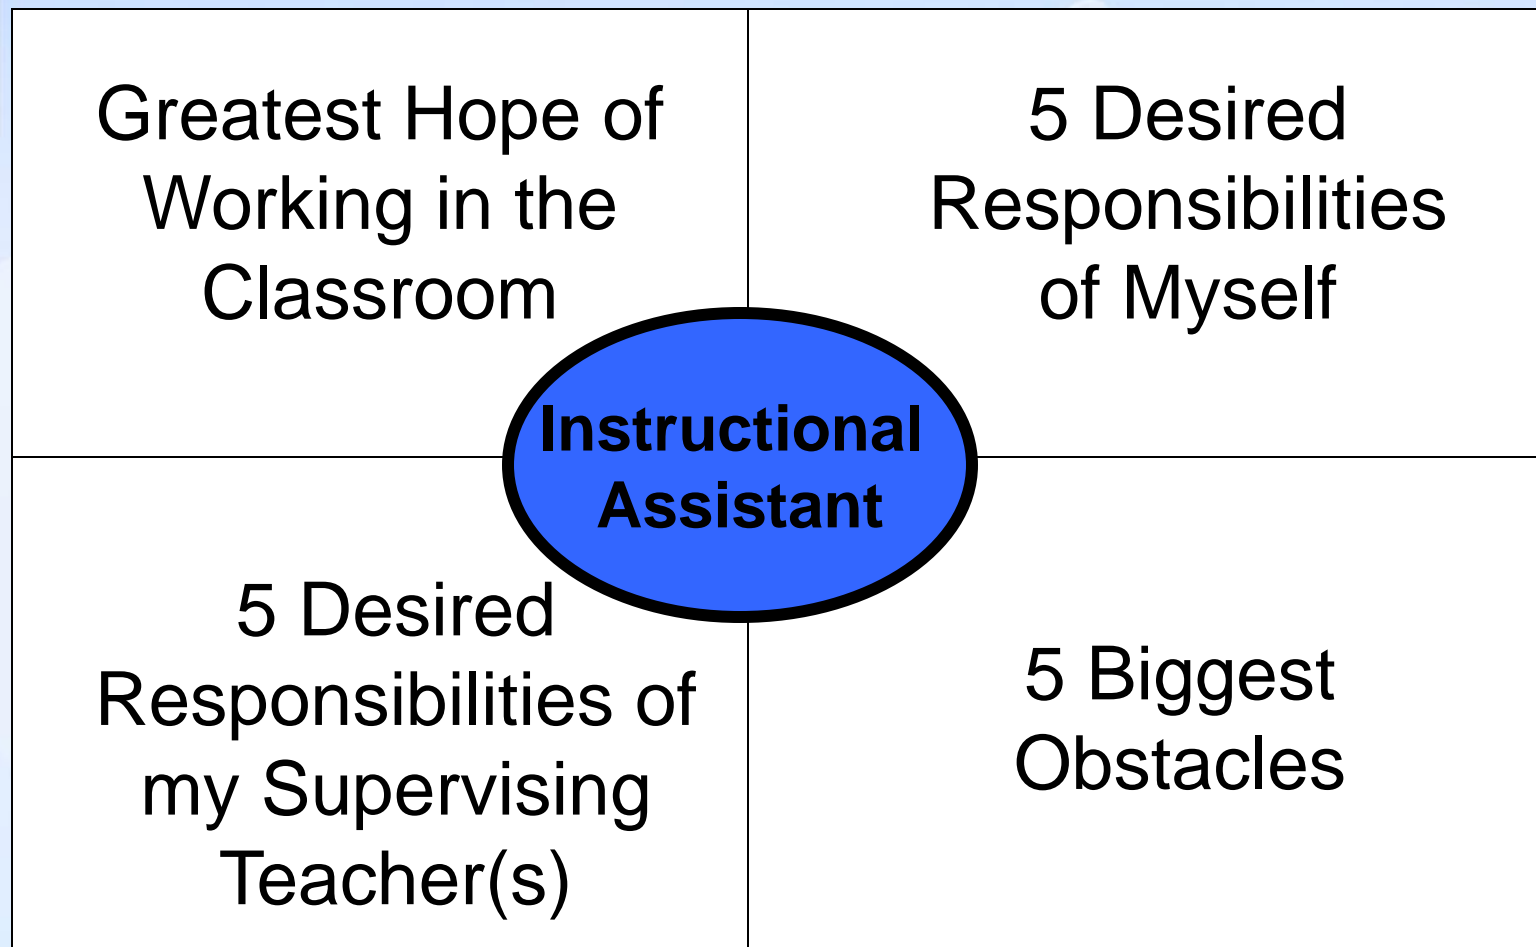 Greatest Hope of
Working in the
Classroom
5 Desired
Responsibilities
of Myself
Instructional
Assistant
5 Desired
Responsibilities of
my Supervising
Teacher(s)
5 Biggest
Obstacles